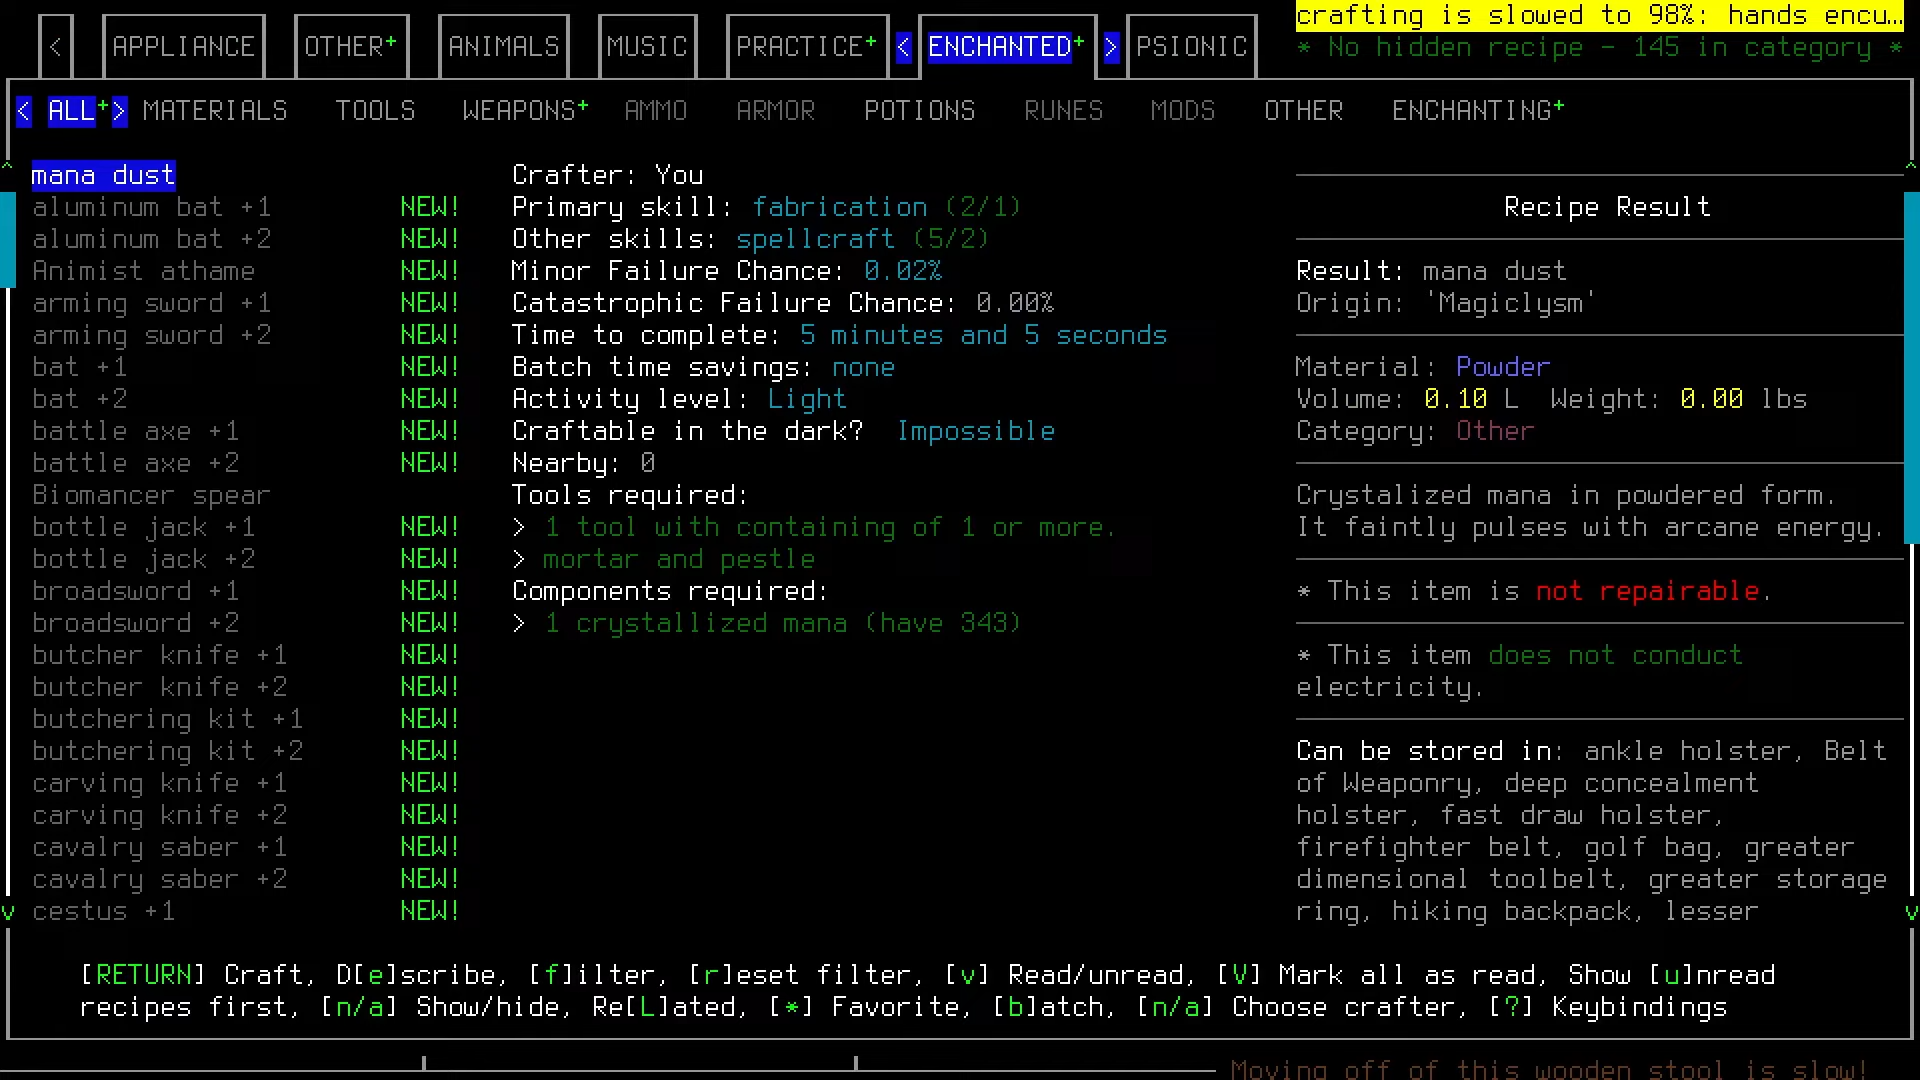 crafting is slowed to 98%: hands encu…
< APPLIANCE OTHER+ ANIMALS MUSIC PRACTICE+ < ENCHANTED+ > PSIONIC
* No hidden recipe - 145 in category *
< ALL+> MATERIALS TOOLS WEAPONS+ AMMO ARMOR POTIONS RUNES MODS OTHER ENCHANTING+
mana dust
aluminum bat +1 NEW!
aluminum bat +2 NEW!
Animist athame NEW!
arming sword +1 NEW!
arming sword +2 NEW!
bat +1 NEW!
bat +2 NEW!
battle axe +1 NEW!
battle axe +2 NEW!
Biomancer spear
bottle jack +1 NEW!
bottle jack +2 NEW!
broadsword +1 NEW!
broadsword +2 NEW!
butcher knife +1 NEW!
butcher knife +2 NEW!
butchering kit +1 NEW!
butchering kit +2 NEW!
carving knife +1 NEW!
carving knife +2 NEW!
cavalry saber +1 NEW!
cavalry saber +2 NEW!
cestus +1 NEW!
Crafter: You
Primary skill: fabrication (2/1)
Other skills: spellcraft (5/2)
Minor Failure Chance: 0.02%
Catastrophic Failure Chance: 0.00%
Time to complete: 5 minutes and 5 seconds
Batch time savings: none
Activity level: Light
Craftable in the dark? Impossible
Nearby: 0
Tools required:
> 1 tool with containing of 1 or more.
> mortar and pestle
Components required:
> 1 crystallized mana (have 343)
Recipe Result
Result: mana dust
Origin: 'Magiclysm'
Material: Powder
Volume: 0.10 L Weight: 0.00 lbs
Category: Other
Crystalized mana in powdered form.
It faintly pulses with arcane energy.
* This item is not repairable.
* This item does not conduct
electricity.
Can be stored in: ankle holster, Belt
of Weaponry, deep concealment
holster, fast draw holster,
firefighter belt, golf bag, greater
dimensional toolbelt, greater storage
ring, hiking backpack, lesser
[RETURN] Craft, D[e]scribe, [f]ilter, [r]eset filter, [v] Read/unread, [V] Mark all as read, Show [u]nread
recipes first, [n/a] Show/hide, Re[L]ated, [*] Favorite, [b]atch, [n/a] Choose crafter, [?] Keybindings
Moving off of this wooden stool is slow!